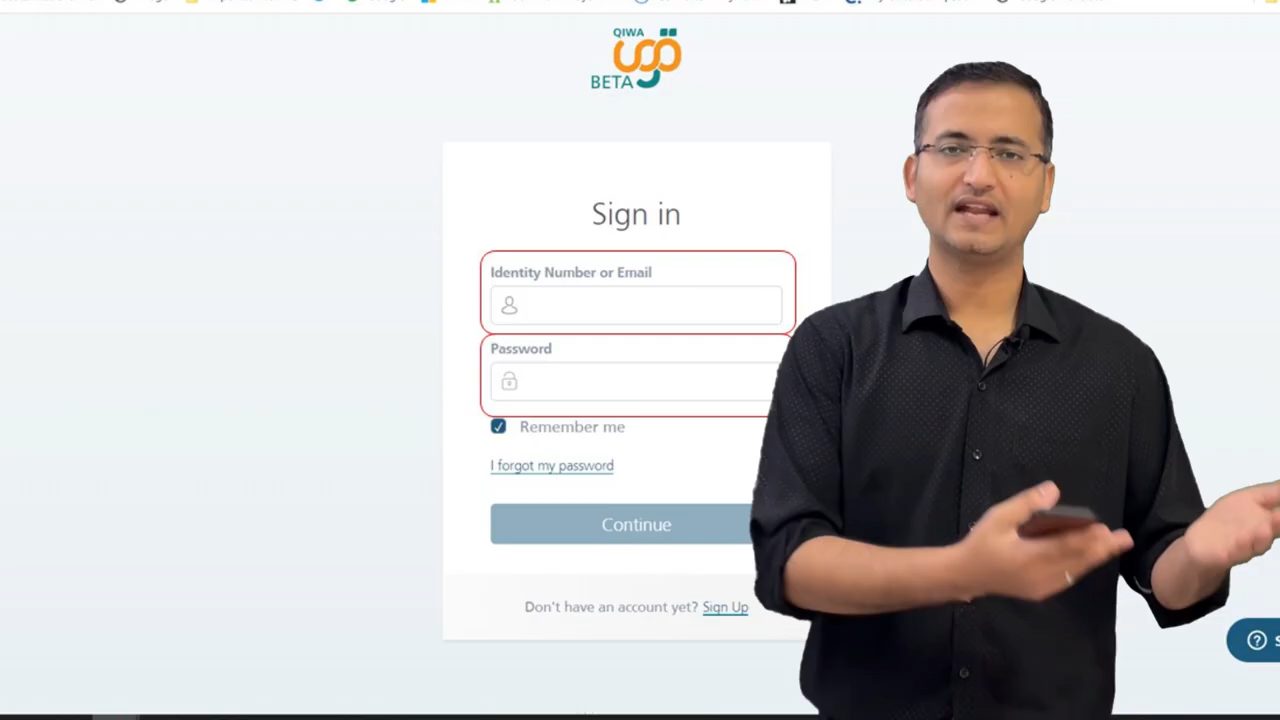 QIWA
قوى
BETA
Sign in
Identity Number or Email
Password
Remember me
I forgot my password
Continue
Don't have an account yet? Sign Up